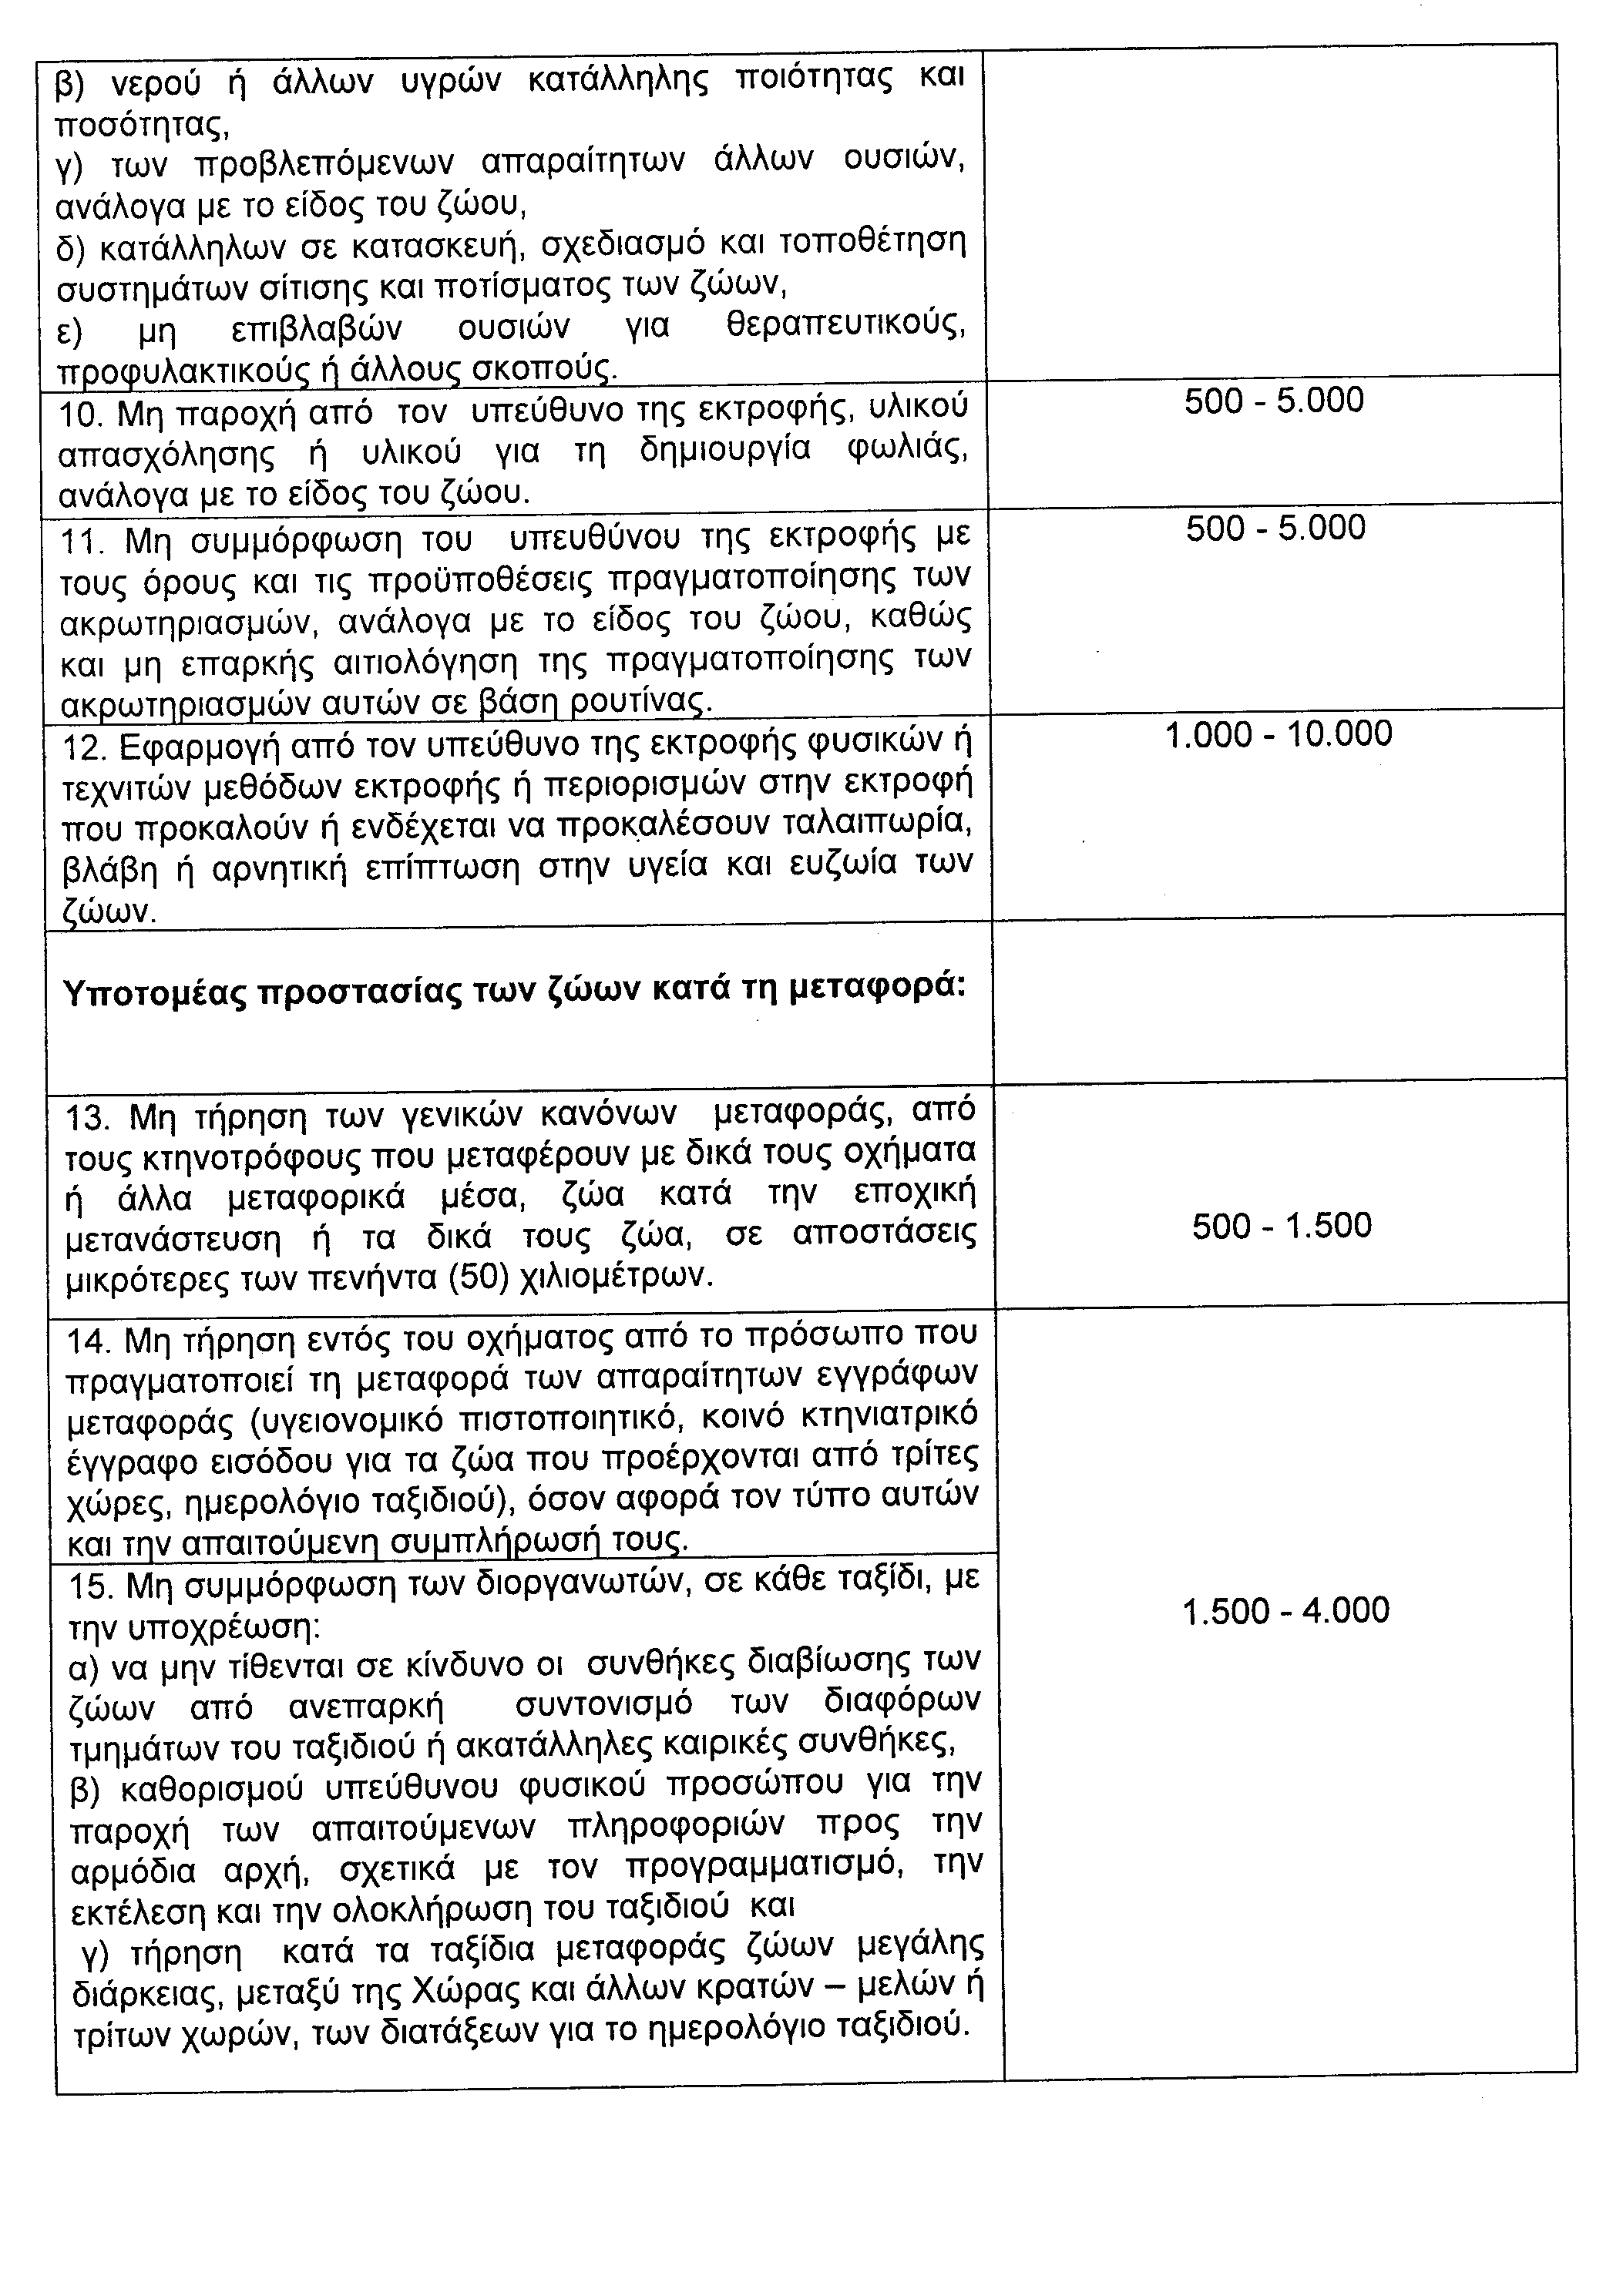 β) νερού ή άλλων υγρών κατάλληλης ποιότητας και
ποσότητας,
γ) των προβλεπόμενων απαραίτητων άλλων ουσιών,
ανάλογα με το είδος του ζώου,
δ) κατάλληλων σε κατασκευή, σχεδιασμό και τοποθέτηση
συστημάτων σίτισης και ποτίσματος των ζώων,
ε) μη επιβλαβών ουσιών για θεραπευτικούς,
προφυλακτικούς ή άλλους σκοπούς.
10. Μη παροχή από τον υπεύθυνο της εκτροφής, υλικού
απασχόλησης ή υλικού για τη δημιουργία φωλιάς,
ανάλογα με το είδος του ζώου.
500 - 5.000
11. Μη συμμόρφωση του υπευθύνου της εκτροφής με
τους όρους και τις προϋποθέσεις πραγματοποίησης των
ακρωτηριασμών, ανάλογα με το είδος του ζώου, καθώς
και μη επαρκής αιτιολόγηση της πραγματοποίησης των
ακρωτηριασμών αυτών σε βάση ρουτίνας.
500 - 5.000
12. Εφαρμογή από τον υπεύθυνο της εκτροφής φυσικών ή
τεχνιτών μεθόδων εκτροφής ή περιορισμών στην εκτροφή
που προκαλούν ή ενδέχεται να προκαλέσουν ταλαιπωρία,
βλάβη ή αρνητική επίπτωση στην υγεία και ευζωία των
ζώων.
1.000 - 10.000
Υποτομέας προστασίας των ζώων κατά τη μεταφορά:
13. Μη τήρηση των γενικών κανόνων μεταφοράς, από
τους κτηνοτρόφους που μεταφέρουν με δικά τους οχήματα
ή άλλα μεταφορικά μέσα, ζώα κατά την εποχική
μετανάστευση ή τα δικά τους ζώα, σε αποστάσεις
μικρότερες των πενήντα (50) χιλιομέτρων.
500 - 1.500
14. Μη τήρηση εντός του οχήματος από το πρόσωπο που
πραγματοποιεί τη μεταφορά των απαραίτητων εγγράφων
μεταφοράς (υγειονομικό πιστοποιητικό, κοινό κτηνιατρικό
έγγραφο εισόδου για τα ζώα που προέρχονται από τρίτες
χώρες, ημερολόγιο ταξιδιού), όσον αφορά τον τύπο αυτών
και την απαιτούμενη συμπλήρωσή τους.
15. Μη συμμόρφωση των διοργανωτών, σε κάθε ταξίδι, με
την υποχρέωση:
α) να μην τίθενται σε κίνδυνο οι συνθήκες διαβίωσης των
ζώων από ανεπαρκή συντονισμό των διαφόρων
τμημάτων του ταξιδιού ή ακατάλληλες καιρικές συνθήκες,
β) καθορισμού υπεύθυνου φυσικού προσώπου για την
παροχή των απαιτούμενων πληροφοριών προς την
αρμόδια αρχή, σχετικά με τον προγραμματισμό, την
εκτέλεση και την ολοκλήρωση του ταξιδιού και
γ) τήρηση κατά τα ταξίδια μεταφοράς ζώων μεγάλης
διάρκειας, μεταξύ της Χώρας και άλλων κρατών – μελών ή
τρίτων χωρών, των διατάξεων για το ημερολόγιο ταξιδιού.
1.500 - 4.000